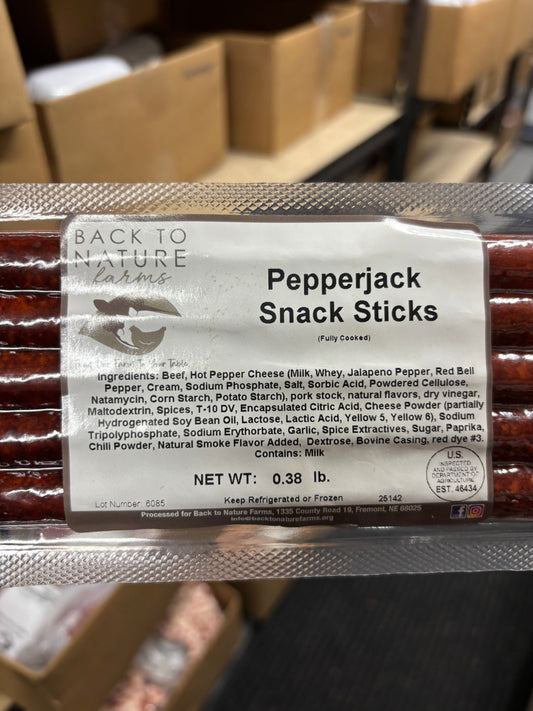 BACK TO
NATURE
farms
From Our Farm To Your Table
Pepperjack
Snack Sticks
(Fully Cooked)
Ingredients: Beef, Hot Pepper Cheese (Milk, Whey, Jalapeno Pepper, Red Bell
Pepper, Cream, Sodium Phosphate, Salt, Sorbic Acid, Powdered Cellulose,
Natamycin, Corn Starch, Potato Starch), pork stock, natural flavors, dry vinegar,
Maltodextrin, Spices, T-10 DV, Encapsulated Citric Acid, Cheese Powder (partially
Hydrogenated Soy Bean Oil, Lactose, Lactic Acid, Yellow 5, Yellow 6), Sodium
Tripolyphosphate, Sodium Erythorbate, Garlic, Spice Extractives, Sugar, Paprika,
Chili Powder, Natural Smoke Flavor Added, Dextrose, Bovine Casing, red dye #3.
Contains: Milk
U.S.
INSPECTED
AND PASSED BY
DEPARTMENT OF
AGRICULTURE
EST. 46434
NET WT: 0.38 lb.
Lot Number: 6085
Keep Refrigerated or Frozen
25142
Processed for Back to Nature Farms, 1335 County Road 19, Fremont, NE 68025
info@backtonaturefarms.org